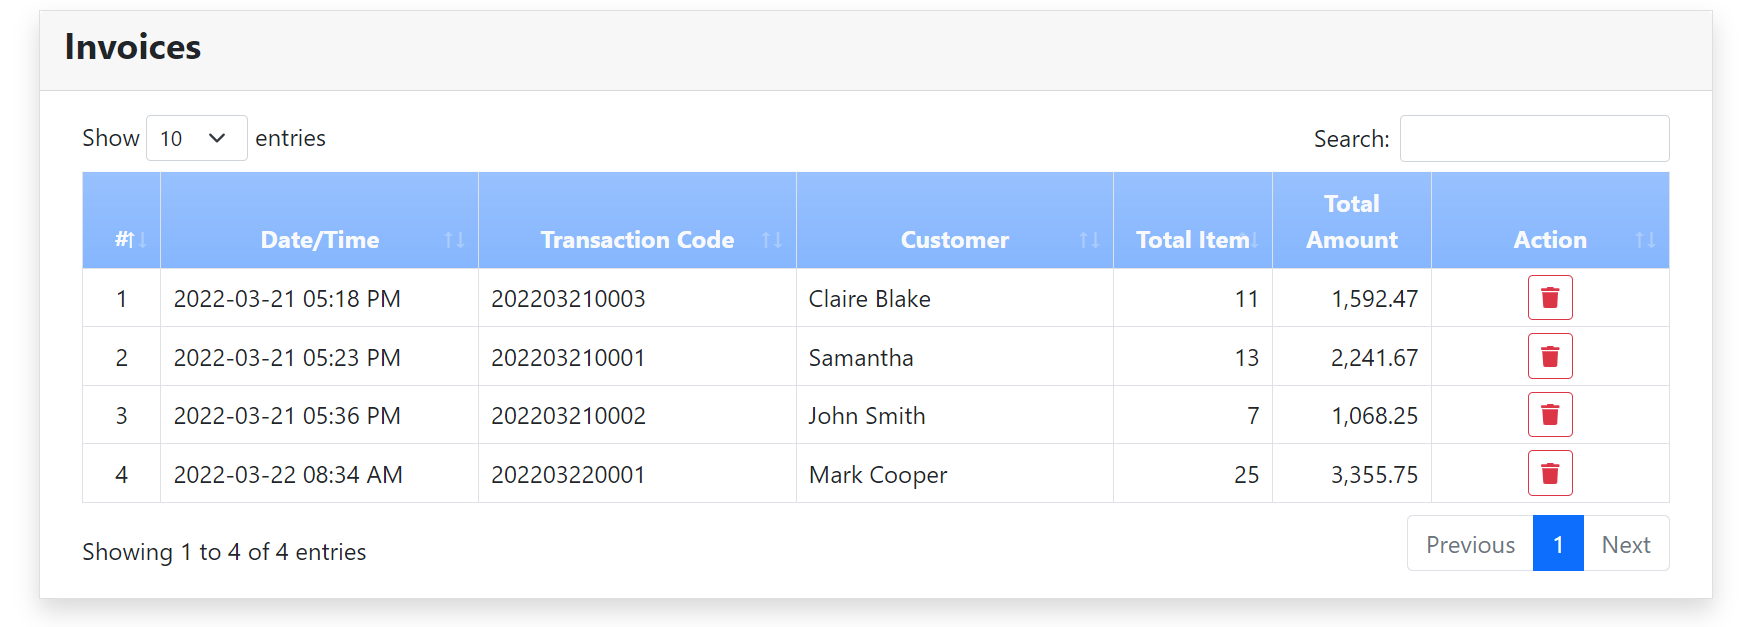 Invoices
Show 10 entries Search:
# Date/Time Transaction Code Customer Total Item Total Amount Action
1 2022-03-21 05:18 PM 202203210003 Claire Blake 11 1,592.47
2 2022-03-21 05:23 PM 202203210001 Samantha 13 2,241.67
3 2022-03-21 05:36 PM 202203210002 John Smith 7 1,068.25
4 2022-03-22 08:34 AM 202203220001 Mark Cooper 25 3,355.75
Showing 1 to 4 of 4 entries Previous 1 Next